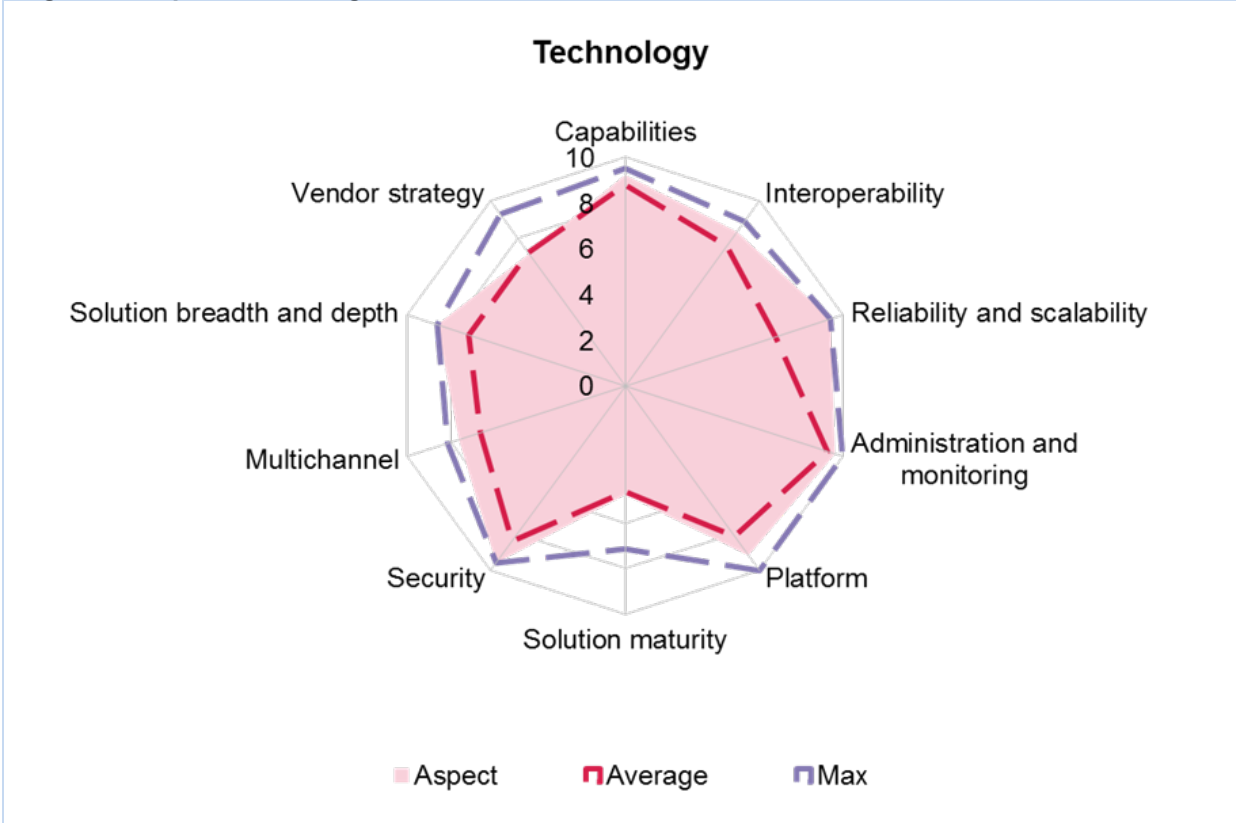 Technology
Capabilities
10
Vendor strategy
Interoperability
8
6
4
Solution breadth and depth
Reliability and scalability
2
0
Multichannel
Administration and
monitoring
Security
Platform
Solution maturity
Aspect
Average
Max